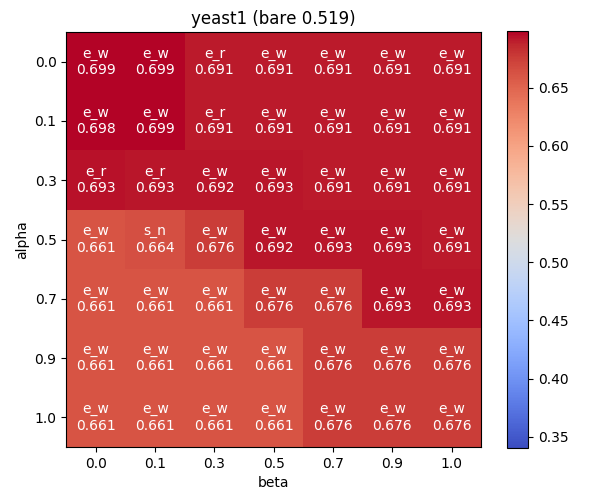 yeast1 (bare 0.519)
0.0 e_w e_w e_r e_w e_w e_w e_w
0.699 0.699 0.691 0.691 0.691 0.691 0.691
0.1 e_w e_w e_r e_w e_w e_w e_w
0.698 0.699 0.691 0.691 0.691 0.691 0.691
0.3 e_r e_r e_w e_w e_w e_w e_w
0.693 0.693 0.692 0.693 0.691 0.691 0.691
0.5 e_w s_n e_w e_w e_w e_w e_w
0.661 0.664 0.676 0.692 0.693 0.693 0.691
0.7 e_w e_w e_w e_w e_w e_w e_w
0.661 0.661 0.661 0.676 0.676 0.693 0.693
0.9 e_w e_w e_w e_w e_w e_w e_w
0.661 0.661 0.661 0.661 0.676 0.676 0.676
1.0 e_w e_w e_w e_w e_w e_w e_w
0.661 0.661 0.661 0.661 0.676 0.676 0.676
0.0 0.1 0.3 0.5 0.7 0.9 1.0
beta
alpha
0.65
0.60
0.55
0.50
0.45
0.40
0.35